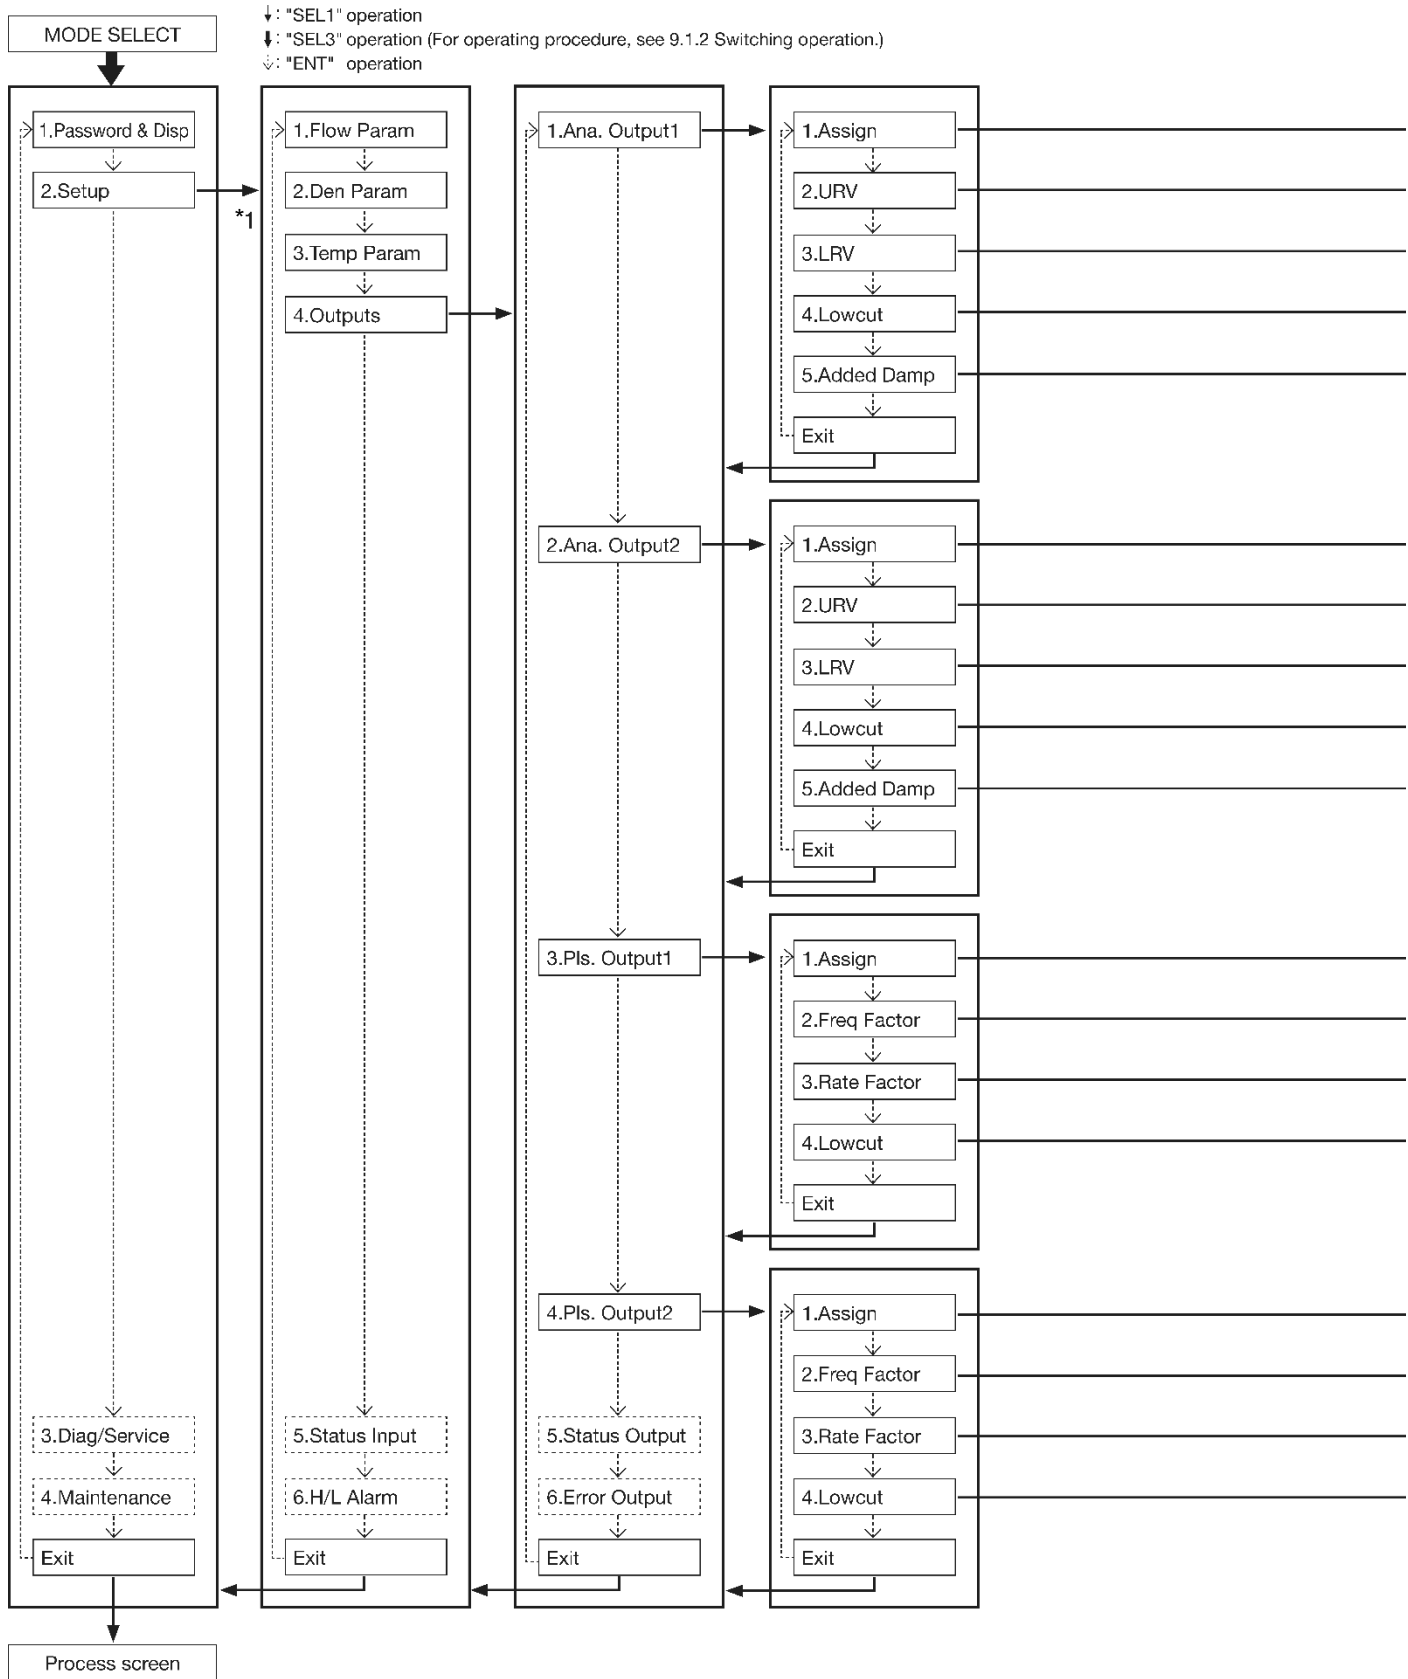 : "SEL1" operation
MODE SELECT
: "SEL3" operation (For operating procedure, see 9.1.2 Switching operation.)
: "ENT" operation
1.Password & Disp
2.Setup
*1
3.Diag/Service
4.Maintenance
Exit
Process screen
1.Flow Param
2.Den Param
3.Temp Param
4.Outputs
5.Status Input
6.H/L Alarm
Exit
1.Ana. Output1
2.Ana. Output2
3.Pls. Output1
4.Pls. Output2
5.Status Output
6.Error Output
Exit
1.Assign
2.URV
3.LRV
4.Lowcut
5.Added Damp
Exit
1.Assign
2.URV
3.LRV
4.Lowcut
5.Added Damp
Exit
1.Assign
2.Freq Factor
3.Rate Factor
4.Lowcut
Exit
1.Assign
2.Freq Factor
3.Rate Factor
4.Lowcut
Exit